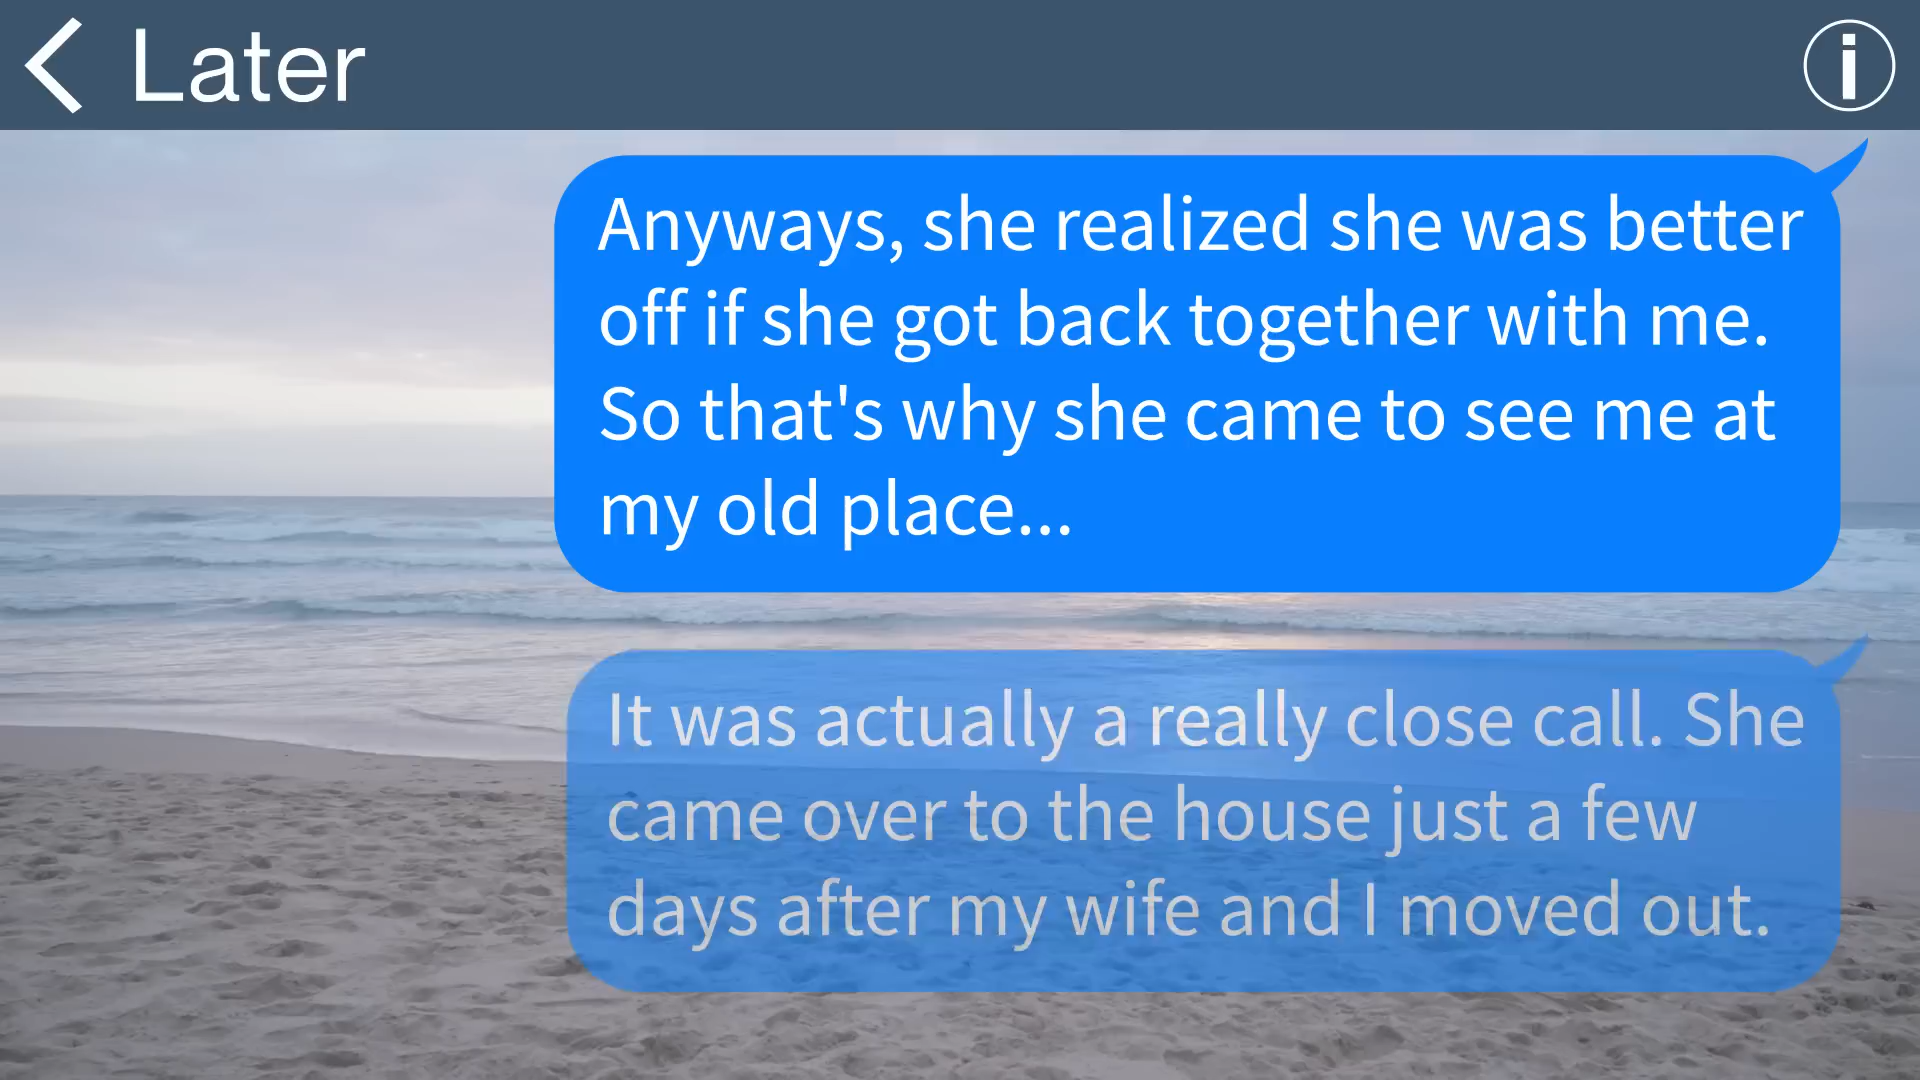 Later
Anyways, she realized she was better
off if she got back together with me.
So that's why she came to see me at
my old place...
It was actually a really close call. She
came over to the house just a few
days after my wife and I moved out.